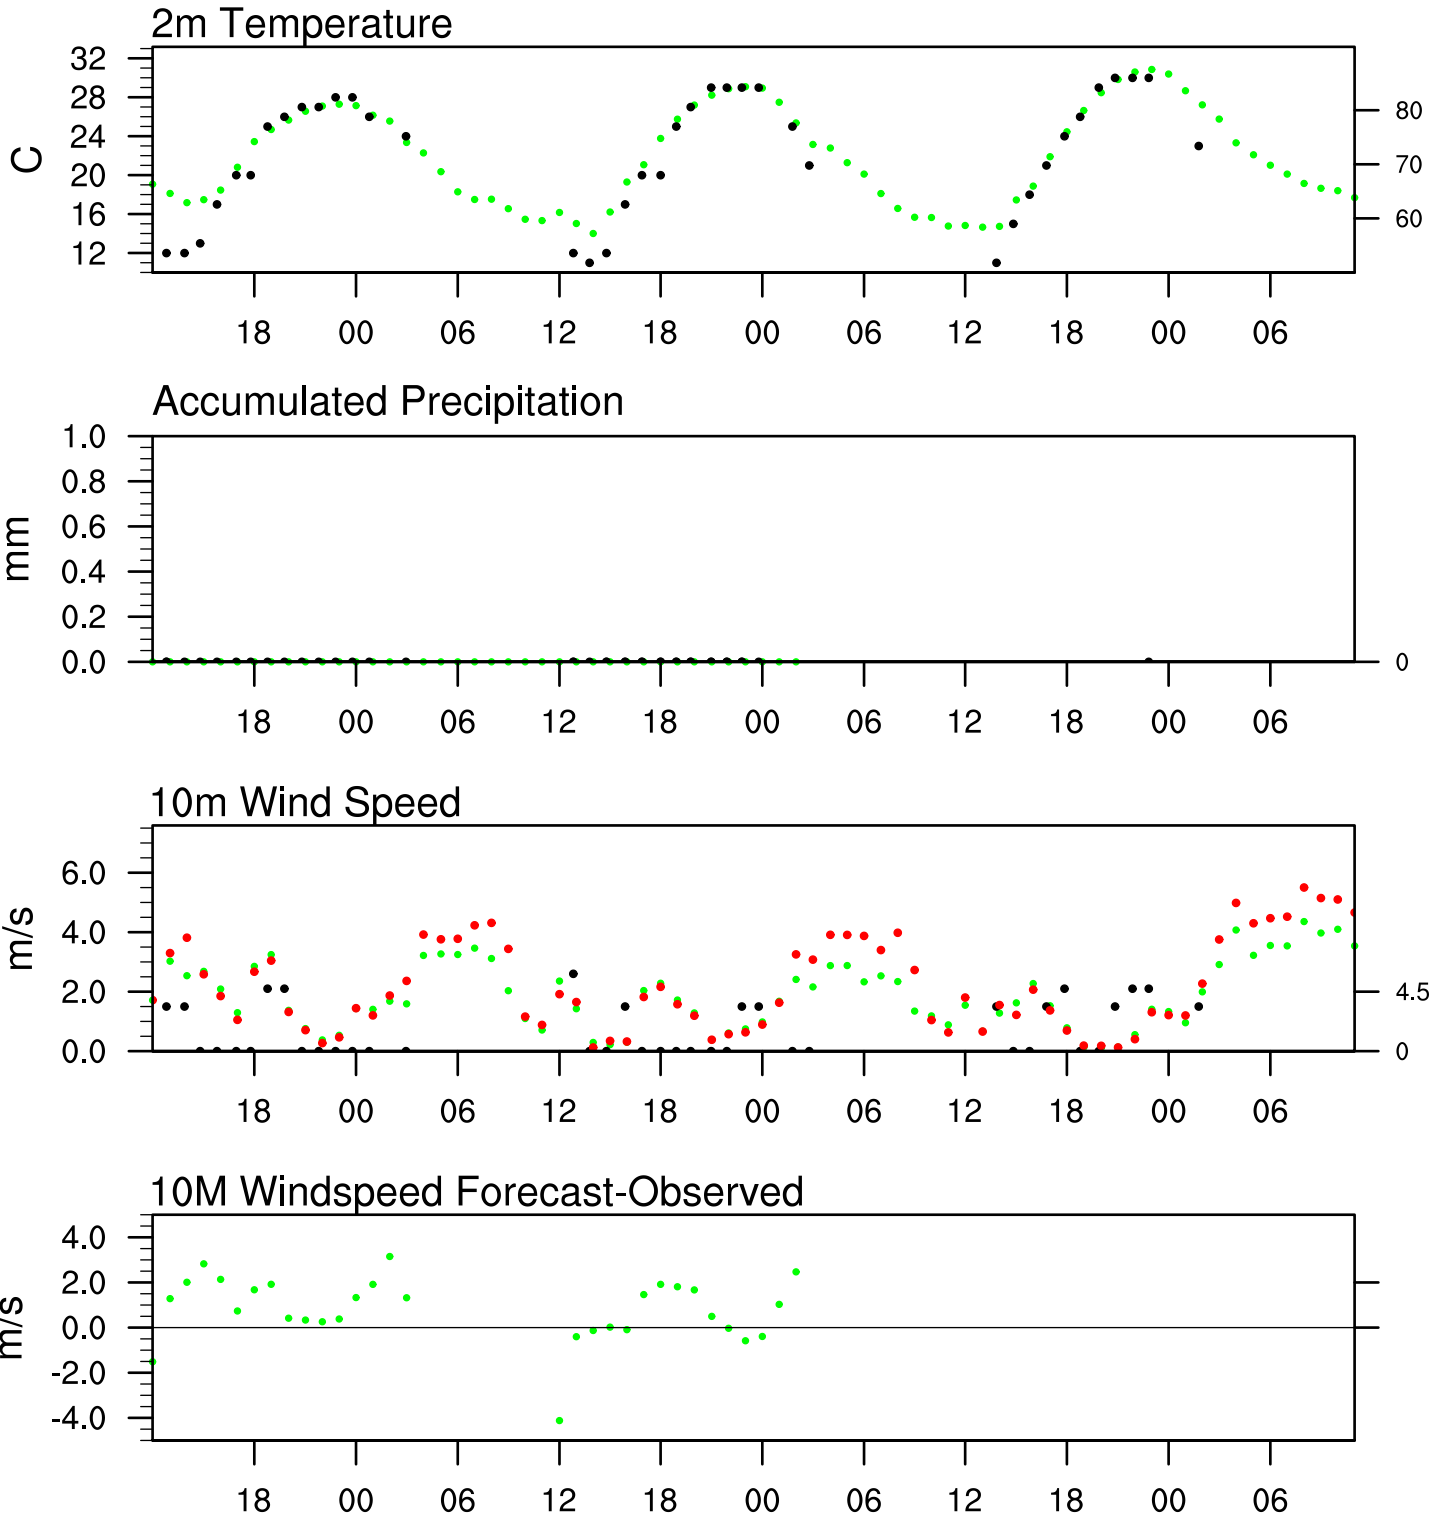 2m Temperature
32
28
24
20
16
12
C
80
70
60
18 00 06 12 18 00 06 12 18 00 06
Accumulated Precipitation
1.0
0.8
0.6
0.4
0.2
0.0
mm
0
18 00 06 12 18 00 06 12 18 00 06
10m Wind Speed
6.0
4.0
2.0
0.0
m/s
4.5
0
18 00 06 12 18 00 06 12 18 00 06
10M Windspeed Forecast-Observed
4.0
2.0
0.0
-2.0
-4.0
m/s
18 00 06 12 18 00 06 12 18 00 06